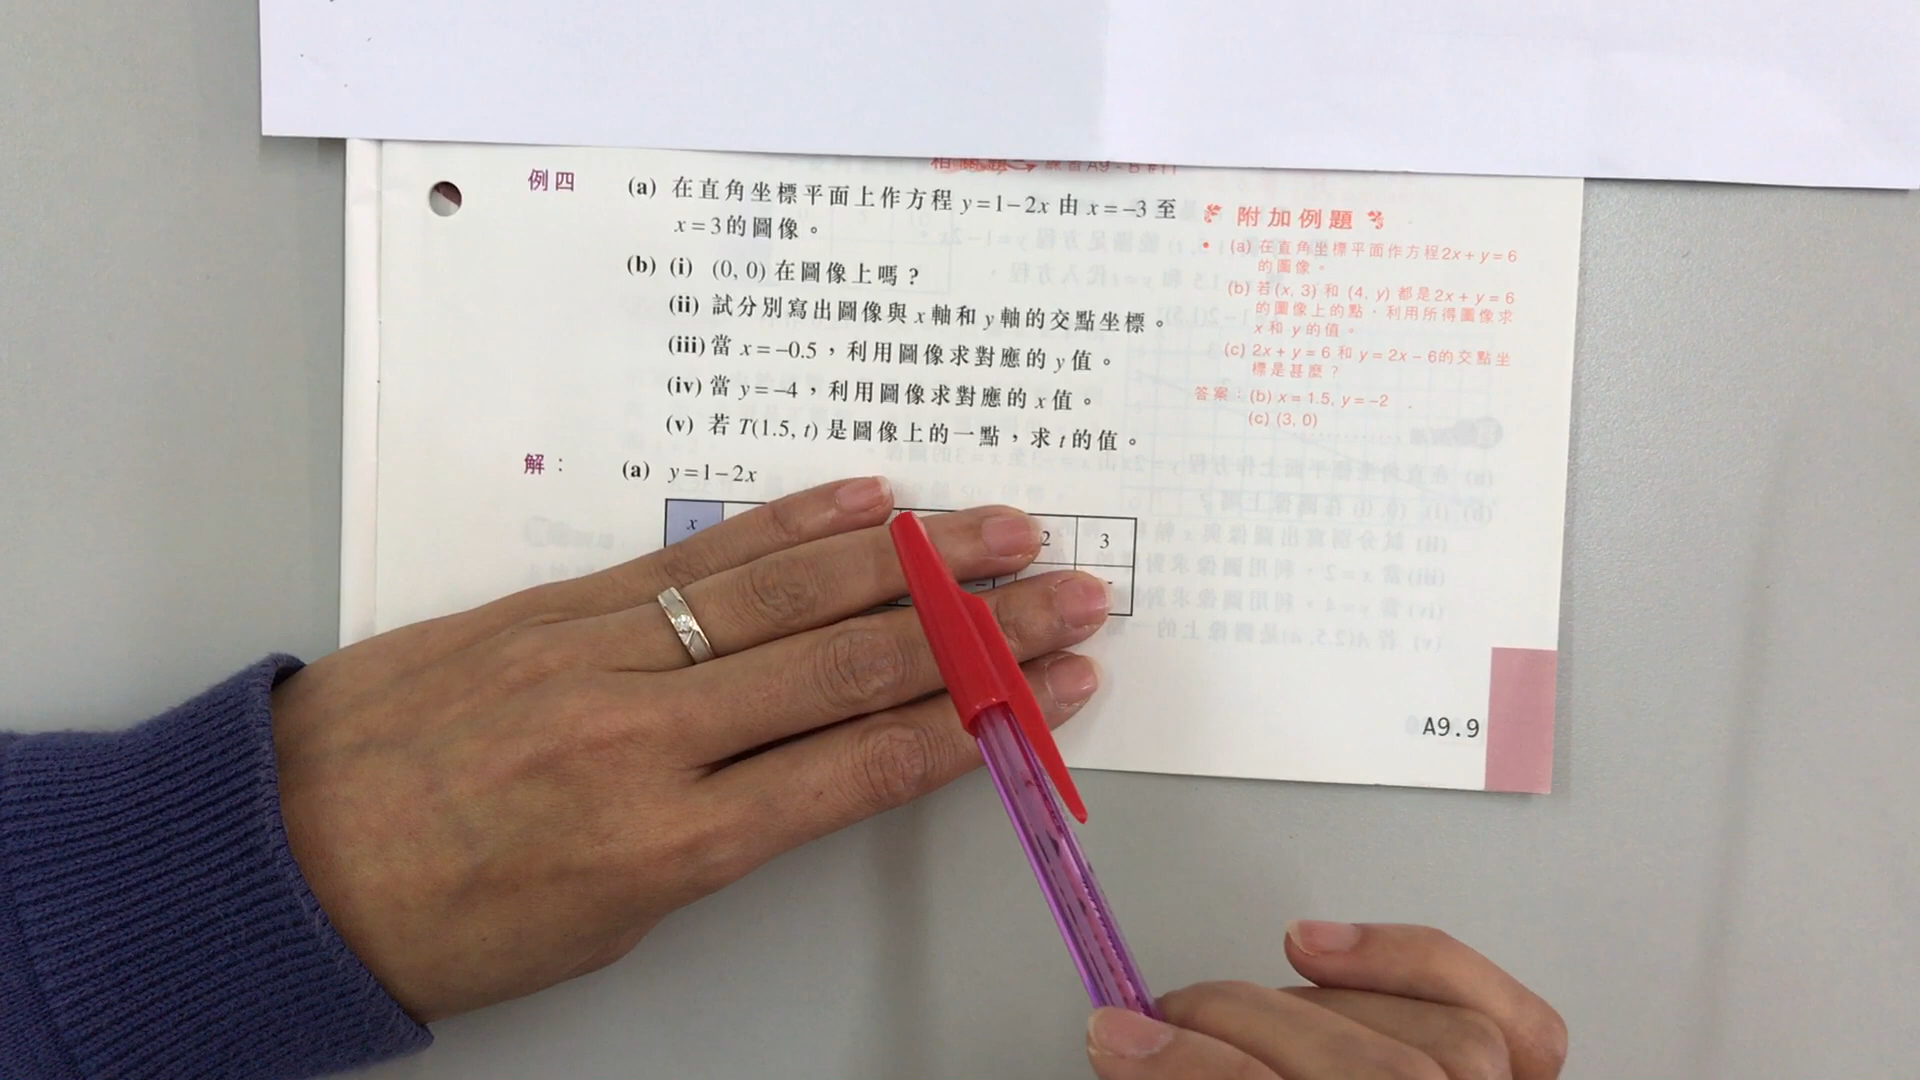 例四 (a) 在直角坐標平面上作方程 y=1−2x 由 x=−3 至
x=3的圖像。
(b) (i) (0, 0) 在圖像上嗎？
(ii) 試分別寫出圖像與 x 軸和 y 軸的交點坐標。
(iii) 當 x=−0.5，利用圖像求對應的 y 值。
(iv) 當 y=−4，利用圖像求對應的 x 值。
(v) 若 T(1.5, t) 是圖像上的一點，求 t 的值。
解： (a) y=1−2x
x 2 3
附加例題
• (a) 在直角坐標平面作方程2x+y=6
的圖像。
(b) 若(x, 3) 和 (4, y) 都是2x+y=6
的圖像上的點，利用所得圖像求
x 和 y 的值。
(c) 2x+y=6 和 y=2x−6的交點坐
標是甚麼？
答案：(b) x=1.5, y=−2
(c) (3, 0)
A9.9